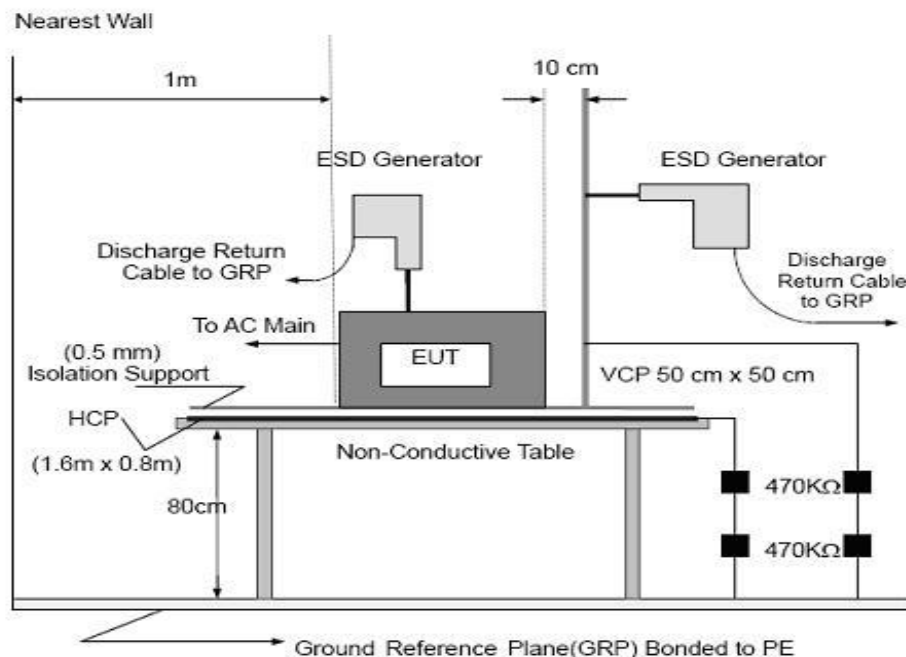 Nearest Wall
1m
10 cm
ESD Generator
ESD Generator
Discharge Return
Cable to GRP
Discharge
Return Cable
to GRP
To AC Main
(0.5 mm)
Isolation Support
EUT
VCP 50 cm x 50 cm
HCP
(1.6m x 0.8m)
Non-Conductive Table
80cm
470KΩ
470KΩ
Ground Reference Plane(GRP) Bonded to PE